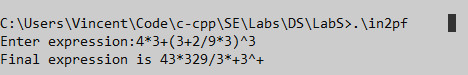 C:\Users\Vincent\Code\c-cpp\SE\Labs\DS\LabS>.\in2pf
Enter expression:4*3+(3+2/9*3)^3
Final expression is 43*329/3*+3^+